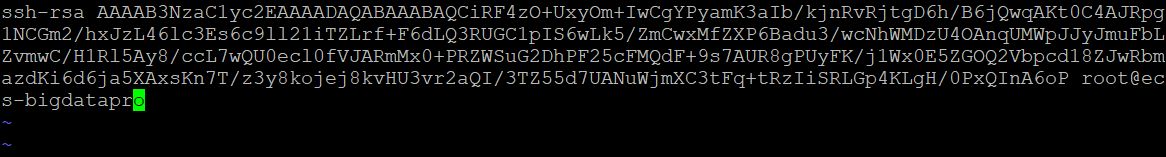 ssh-rsa AAAAB3NzaC1yc2EAAAADAQABAAABAQCiRF4zO+UxyOm+IwCgYPyamK3aIb/kjnRvRjtgD6h/B6jQwqAKt0C4AJRpg
1NCGm2/hxJzL46lc3Es6c9ll21iTZLrf+F6dLQ3RUGC1pIS6wLk5/ZmCwxMfZXP6Badu3/wcNhWMDzU4OAnqUMWpJJyJmuFbL
ZvmwC/H1Rl5Ay8/ccL7wQU0ecl0fVJARmMx0+PRZWSuG2DhPF25cFMQdF+9s7AUR8gPUyFK/jlWx0E5ZGOQ2Vbpcdl8ZJwRbm
azdKi6d6ja5XAxsKn7T/z3y8kojej8kvHU3vr2aQI/3TZ55d7UANuWjmXC3tFq+tRzIiSRLGp4KLgH/0PxQInA6oP root@ec
s-bigdatapro
~
~